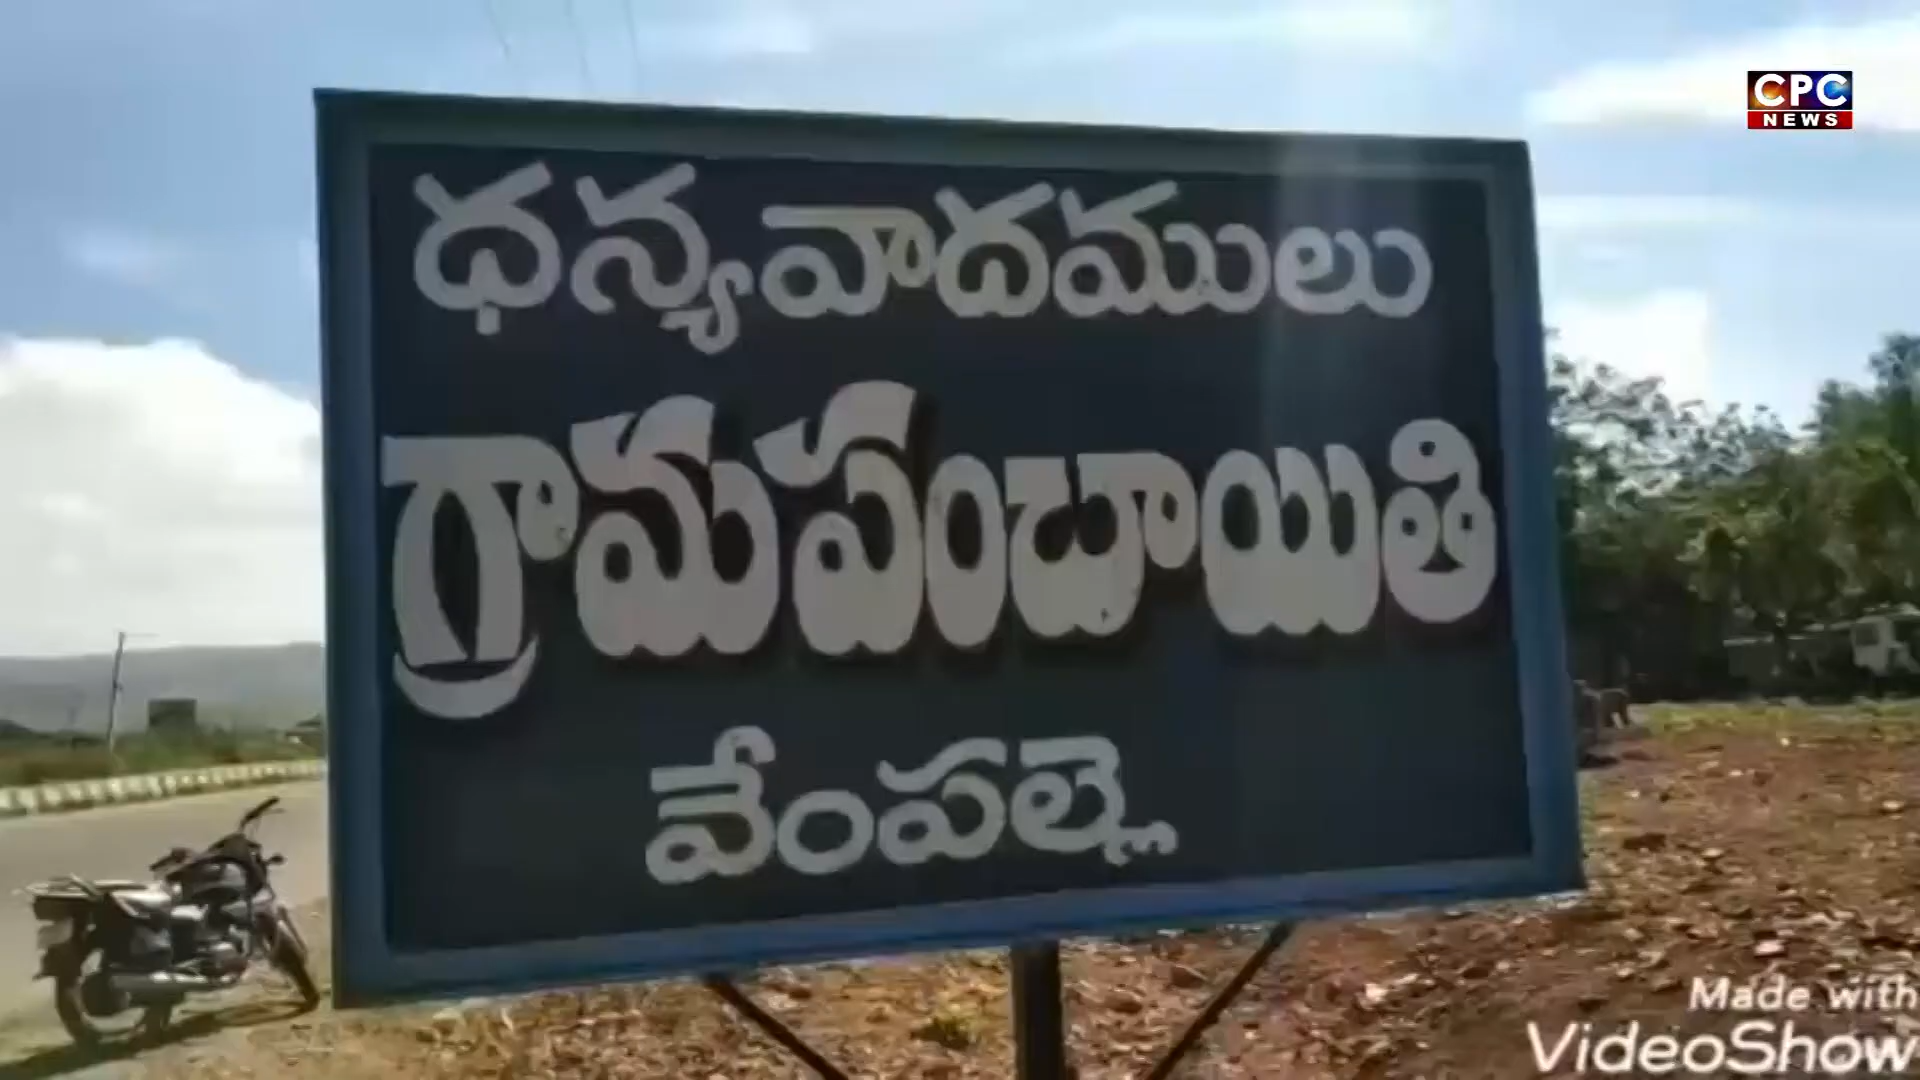 CPC
NEWS
ధన్యవాదములు
గ్రామపంచాయితి
వేంపల్లె
Made with
VideoShow